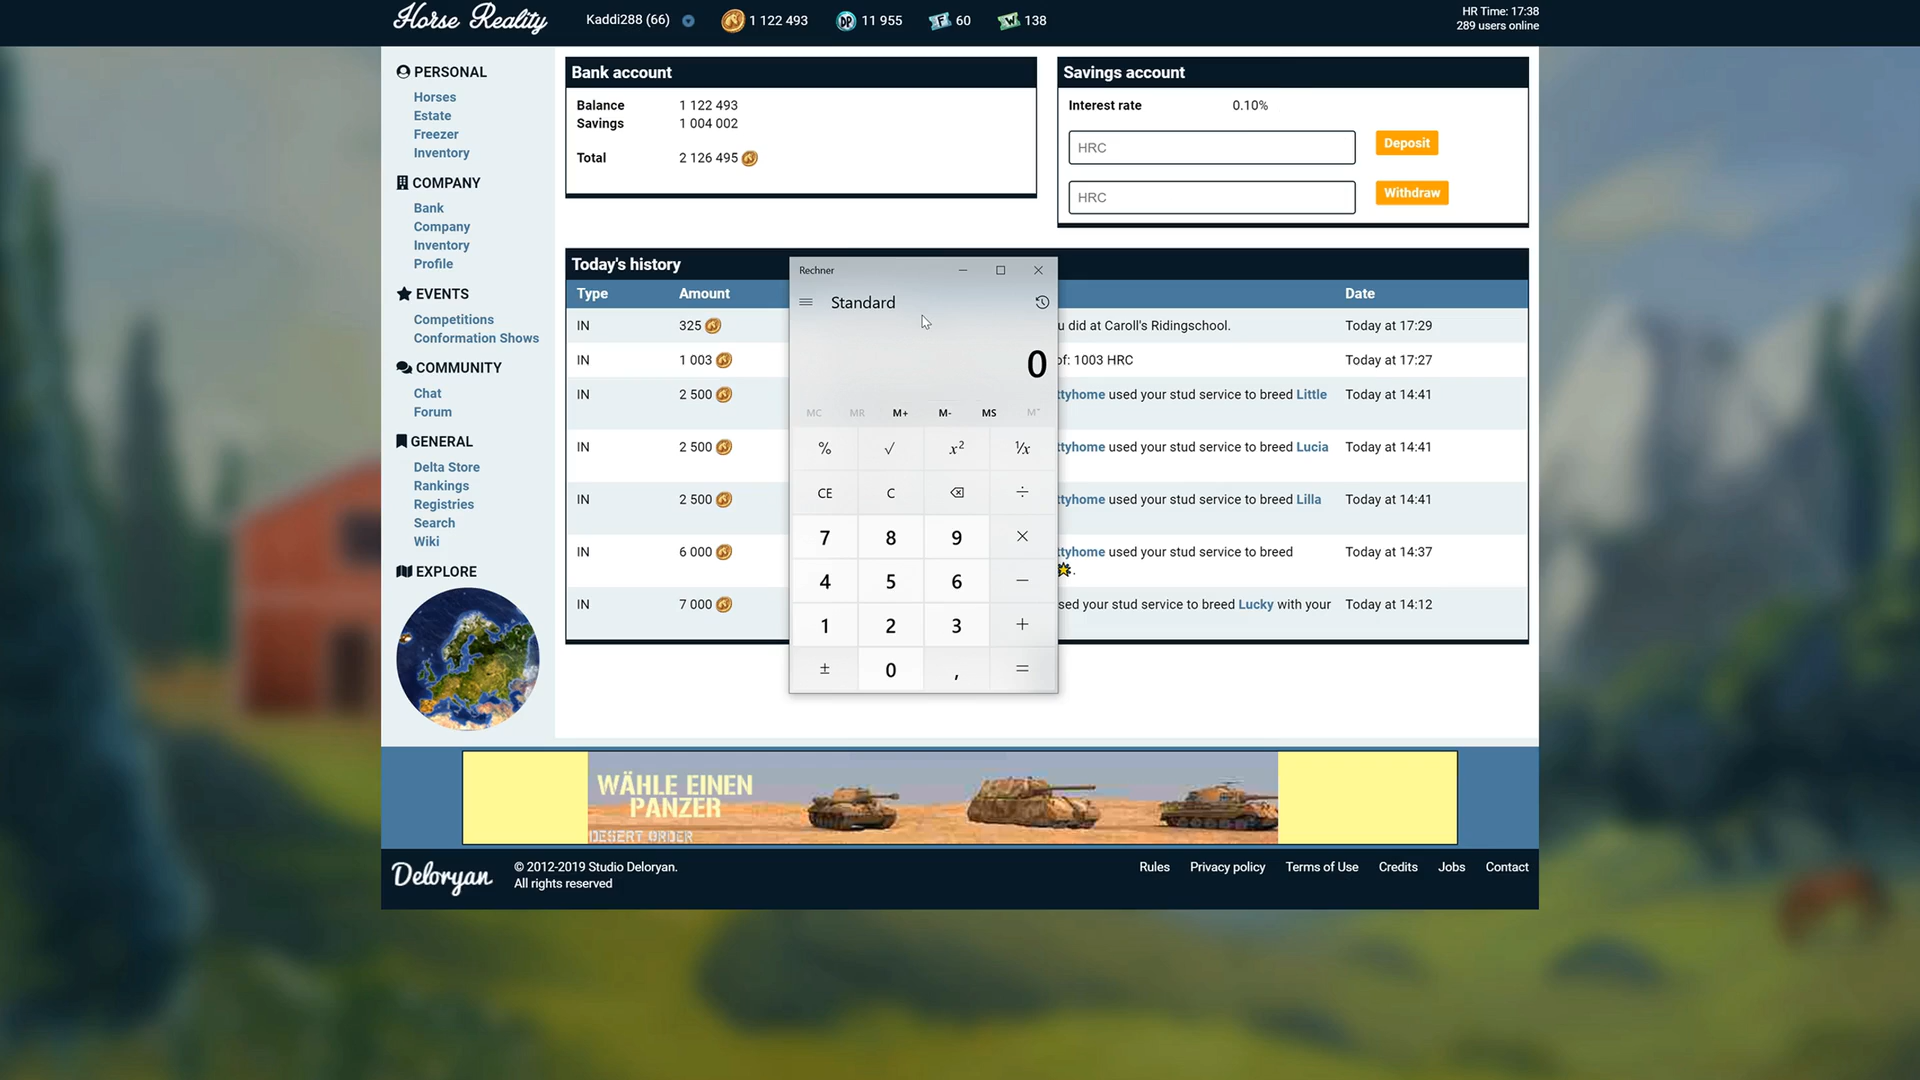 Horse Reality
Kaddi288 (66)
1 122 493
DP
11 955
F
60
W
138
HR Time: 17:38
289 users online
PERSONAL
Horses
Estate
Freezer
Inventory
COMPANY
Bank
Company
Inventory
Profile
EVENTS
Competitions
Conformation Shows
COMMUNITY
Chat
Forum
GENERAL
Delta Store
Rankings
Registries
Search
Wiki
EXPLORE
Bank account
Balance 1 122 493
Savings 1 004 002
Total 2 126 495
Savings account
Interest rate 0.10%
HRC Deposit
HRC Withdraw
Today's history
Type Amount Date
IN 325 u did at Caroll's Ridingschool. Today at 17:29
IN 1 003 of: 1003 HRC Today at 17:27
IN 2 500 ttyhome used your stud service to breed Little Today at 14:41
IN 2 500 ttyhome used your stud service to breed Lucia Today at 14:41
IN 2 500 ttyhome used your stud service to breed Lilla Today at 14:41
IN 6 000 ttyhome used your stud service to breed Today at 14:37
.
IN 7 000 sed your stud service to breed Lucky with your Today at 14:12
Rechner
Standard
0
MC MR M+ M- MS M˅
% √ x² ¹/x
CE C ÷
7 8 9 ×
4 5 6 −
1 2 3 +
± 0 , =
WÄHLE EINEN
PANZER
DESERT ORDER
Deloryan
© 2012-2019 Studio Deloryan.
All rights reserved
Rules Privacy policy Terms of Use Credits Jobs Contact